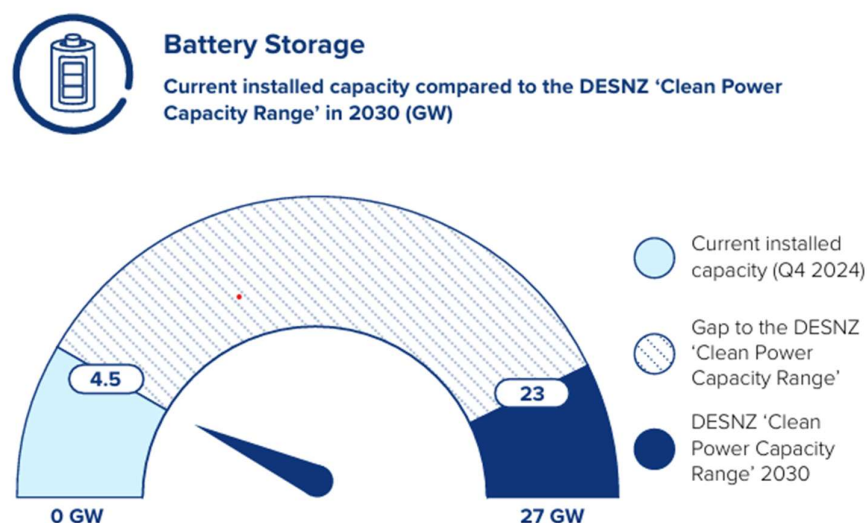 Battery Storage
Current installed capacity compared to the DESNZ ‘Clean Power
Capacity Range’ in 2030 (GW)
4.5
23
0 GW
27 GW
Current installed
capacity (Q4 2024)
Gap to the DESNZ
‘Clean Power
Capacity Range’
DESNZ ‘Clean
Power Capacity
Range’ 2030